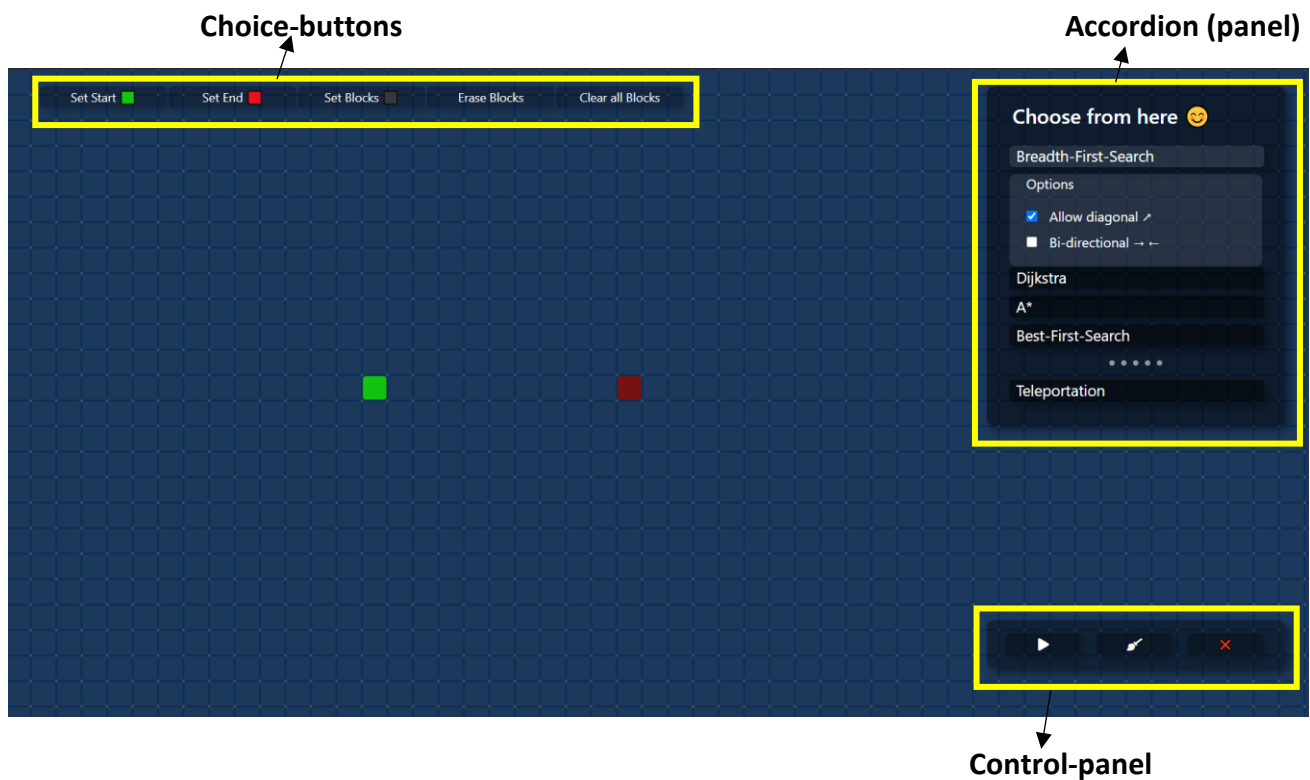 Choice-buttons
Accordion (panel)
Set Start
Set End
Set Blocks
Erase Blocks
Clear all Blocks
Choose from here 😊
Breadth-First-Search
Options
Allow diagonal ↗
Bi-directional → ←
Dijkstra
A*
Best-First-Search
Teleportation
Control-panel